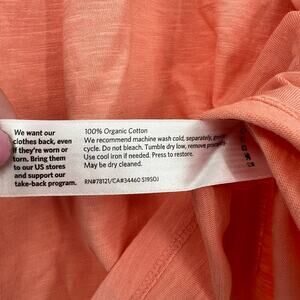 We want our
clothes back, even
if they're worn or
torn. Bring them
to our US stores
and support our
take-back program.
100% Organic Cotton
We recommend machine wash cold, separately, gentle
cycle. Do not bleach. Tumble dry low, remove promptly.
Use cool iron if needed. Press to restore.
May be dry cleaned.
RN#78121/CA#34460 S195DJ